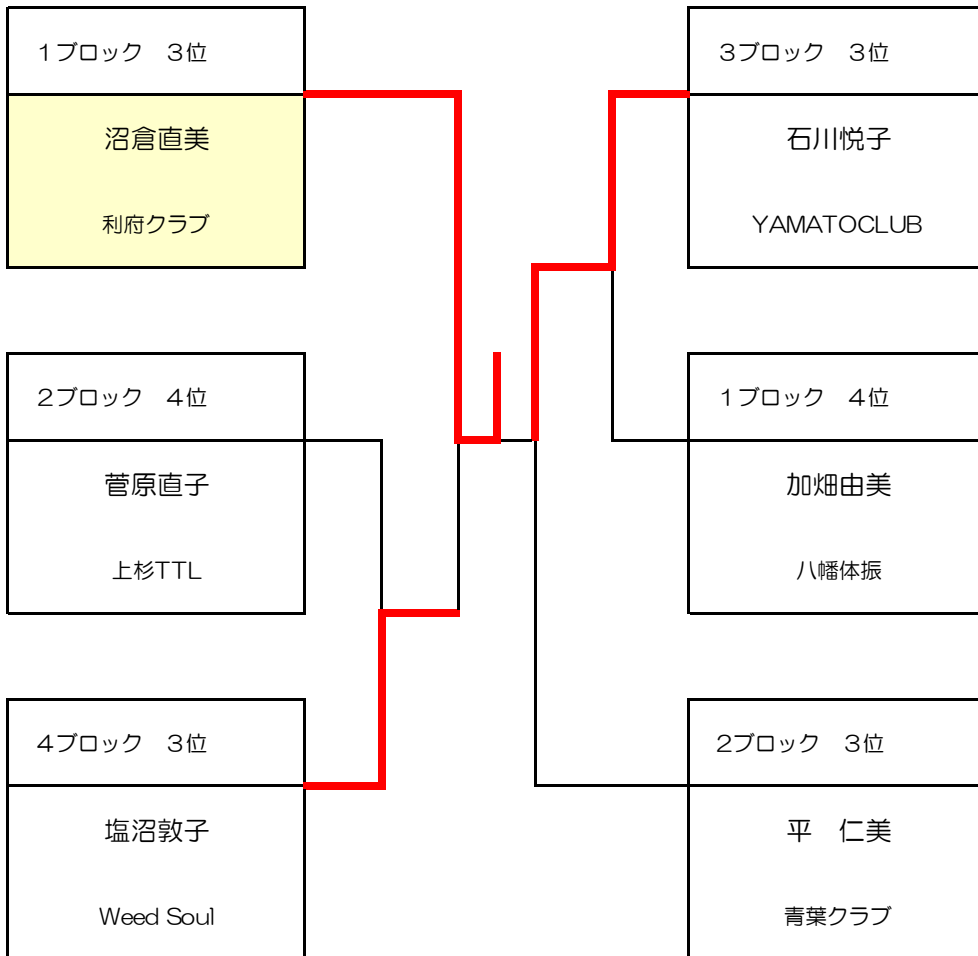 1ブロック　3位
沼倉直美
利府クラブ
2ブロック　4位
菅原直子
上杉TTL
4ブロック　3位
塩沼敦子
Weed Soul
3ブロック　3位
石川悦子
YAMATOCLUB
1ブロック　4位
加畑由美
八幡体振
2ブロック　3位
平　仁美
青葉クラブ